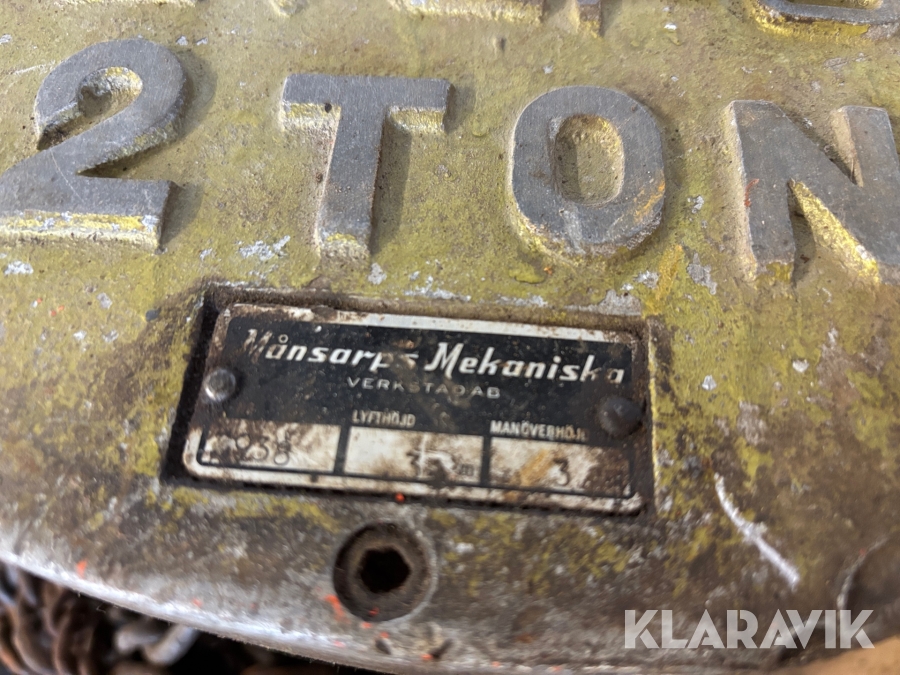 2 TON
Månsarps Mekaniska
VERKSTAD AB
LYFTHÖJD MANÖVERHÖJD
3
KLARAVIK